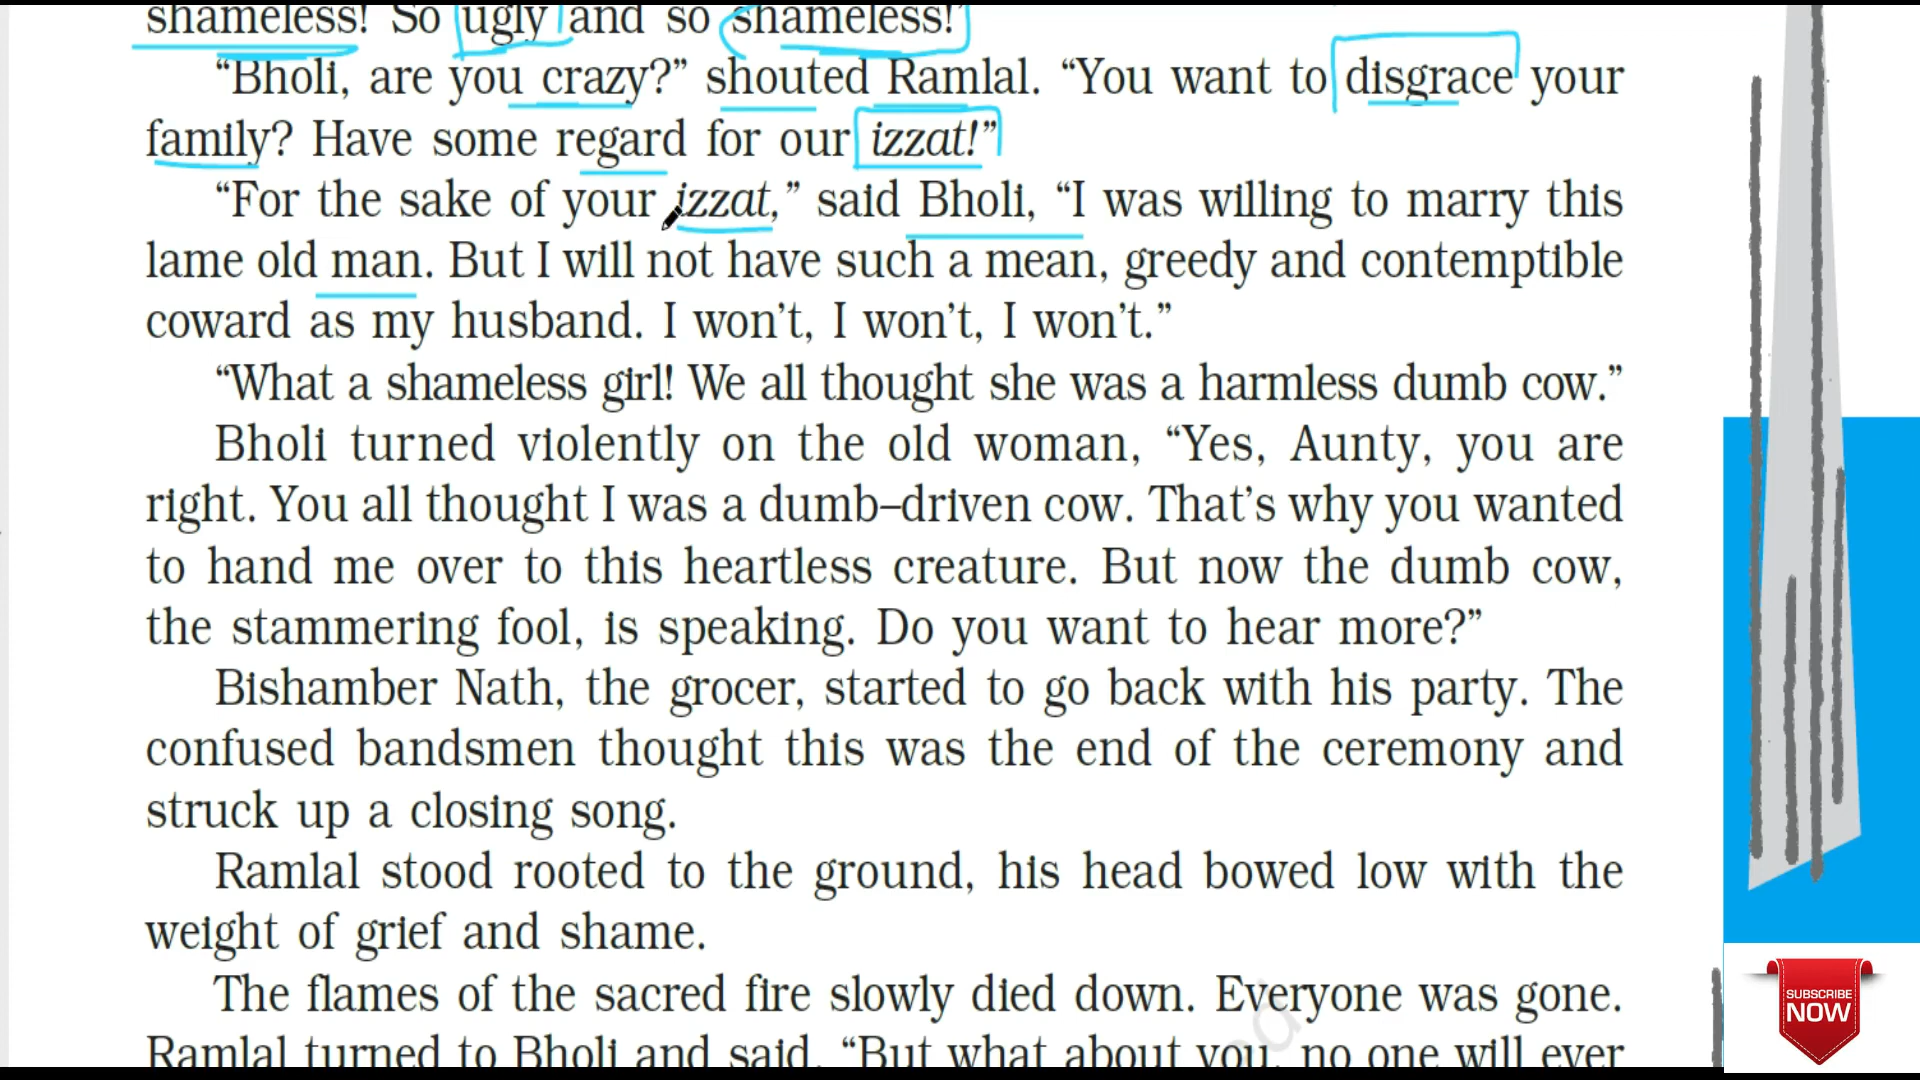 shameless! So ugly and so shameless!”
“Bholi, are you crazy?” shouted Ramlal. “You want to disgrace your
family? Have some regard for our izzat!”
“For the sake of your izzat,” said Bholi, “I was willing to marry this
lame old man. But I will not have such a mean, greedy and contemptible
coward as my husband. I won’t, I won’t, I won’t.”
“What a shameless girl! We all thought she was a harmless dumb cow.”
Bholi turned violently on the old woman, “Yes, Aunty, you are
right. You all thought I was a dumb–driven cow. That’s why you wanted
to hand me over to this heartless creature. But now the dumb cow,
the stammering fool, is speaking. Do you want to hear more?”
Bishamber Nath, the grocer, started to go back with his party. The
confused bandsmen thought this was the end of the ceremony and
struck up a closing song.
Ramlal stood rooted to the ground, his head bowed low with the
weight of grief and shame.
The flames of the sacred fire slowly died down. Everyone was gone.
Ramlal turned to Bholi and said, “But what about you, no one will ever
SUBSCRIBE
NOW